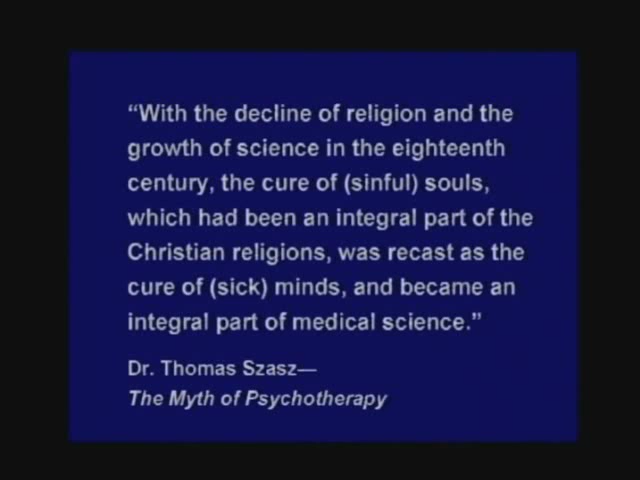 “With the decline of religion and the
growth of science in the eighteenth
century, the cure of (sinful) souls,
which had been an integral part of the
Christian religions, was recast as the
cure of (sick) minds, and became an
integral part of medical science.”
Dr. Thomas Szasz—
The Myth of Psychotherapy